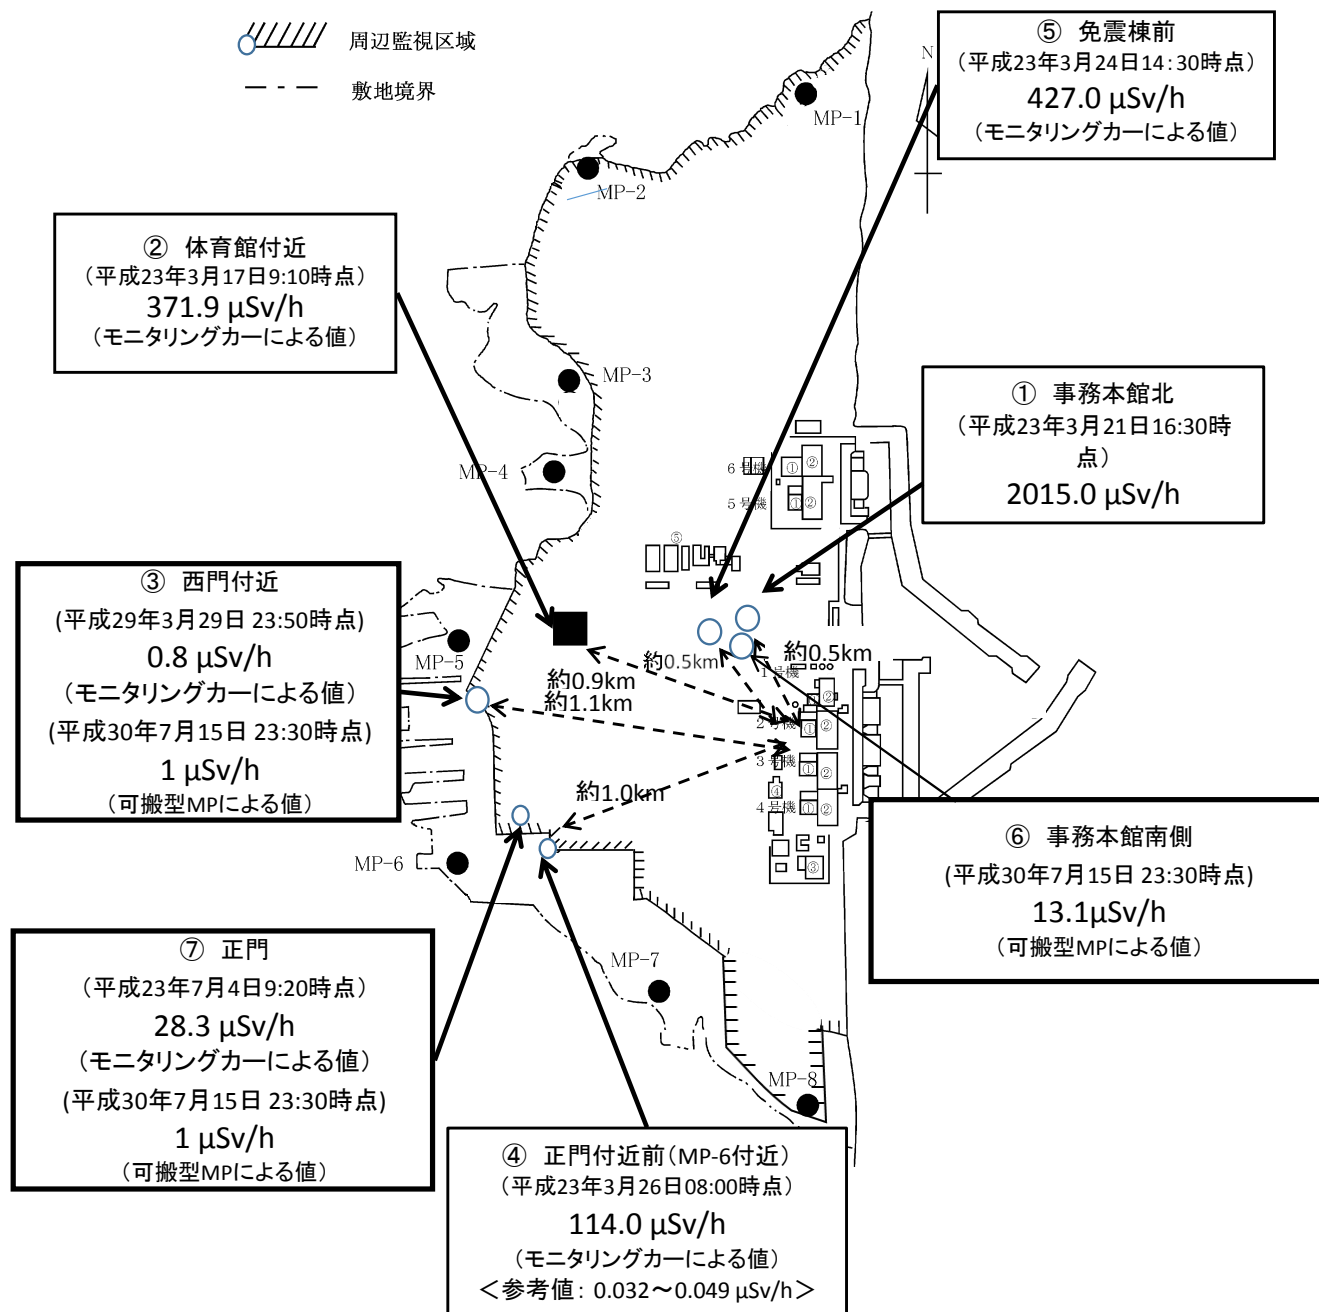 周辺監視区域
敷地境界
⑤ 免震棟前
（平成23年3月24日14：30時点）
427.0 μSv/h
（モニタリングカーによる値）
N
MP-1
MP-2
② 体育館付近
（平成23年3月17日9:10時点）
371.9 μSv/h
（モニタリングカーによる値）
MP-3
① 事務本館北
（平成23年3月21日16:30時
点）
2015.0 μSv/h
MP-4
6号機
①
②
5号機
①
②
⑤
③ 西門付近
(平成29年3月29日 23:50時点)
0.8 μSv/h
（モニタリングカーによる値）
(平成30年7月15日 23:30時点)
1 μSv/h
（可搬型MPによる値）
MP-5
約0.5km
約0.5km
約0.9km
約1.1km
1号機
②
2号機
①
②
3号機
①
②
④
4号機
①
②
③
約1.0km
MP-6
⑥ 事務本館南側
(平成30年7月15日 23:30時点)
13.1μSv/h
（可搬型MPによる値）
⑦ 正門
（平成23年7月4日9:20時点）
28.3 μSv/h
（モニタリングカーによる値）
(平成30年7月15日 23:30時点)
1 μSv/h
（可搬型MPによる値）
MP-7
MP-8
④ 正門付近前（MP-6付近）
（平成23年3月26日08:00時点）
114.0 μSv/h
（モニタリングカーによる値）
＜参考値：0.032～0.049 μSv/h＞